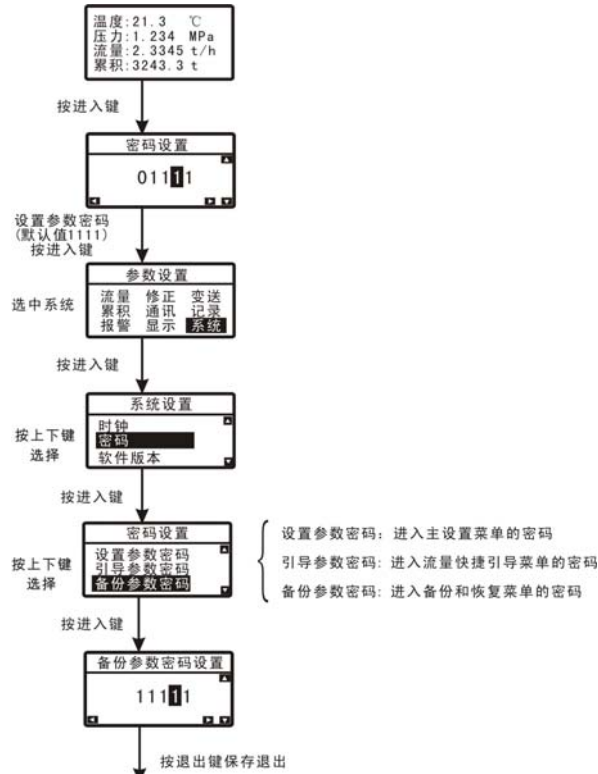 温度:21.3 ℃
压力:1.234 MPa
流量:2.3345 t/h
累积:3243.3 t
按进入键
密码设置
01111
设置参数密码
(默认值1111)
按进入键
参数设置
选中系统
流量 修正 变送
累积 通讯 记录
报警 显示 系统
按进入键
系统设置
时钟
密码
软件版本
按上下键
选择
按进入键
密码设置
设置参数密码
引导参数密码
备份参数密码
按上下键
选择
设置参数密码：进入主设置菜单的密码
引导参数密码: 进入流量快捷引导菜单的密码
备份参数密码: 进入备份和恢复菜单的密码
按进入键
备份参数密码设置
11111
按退出键保存退出